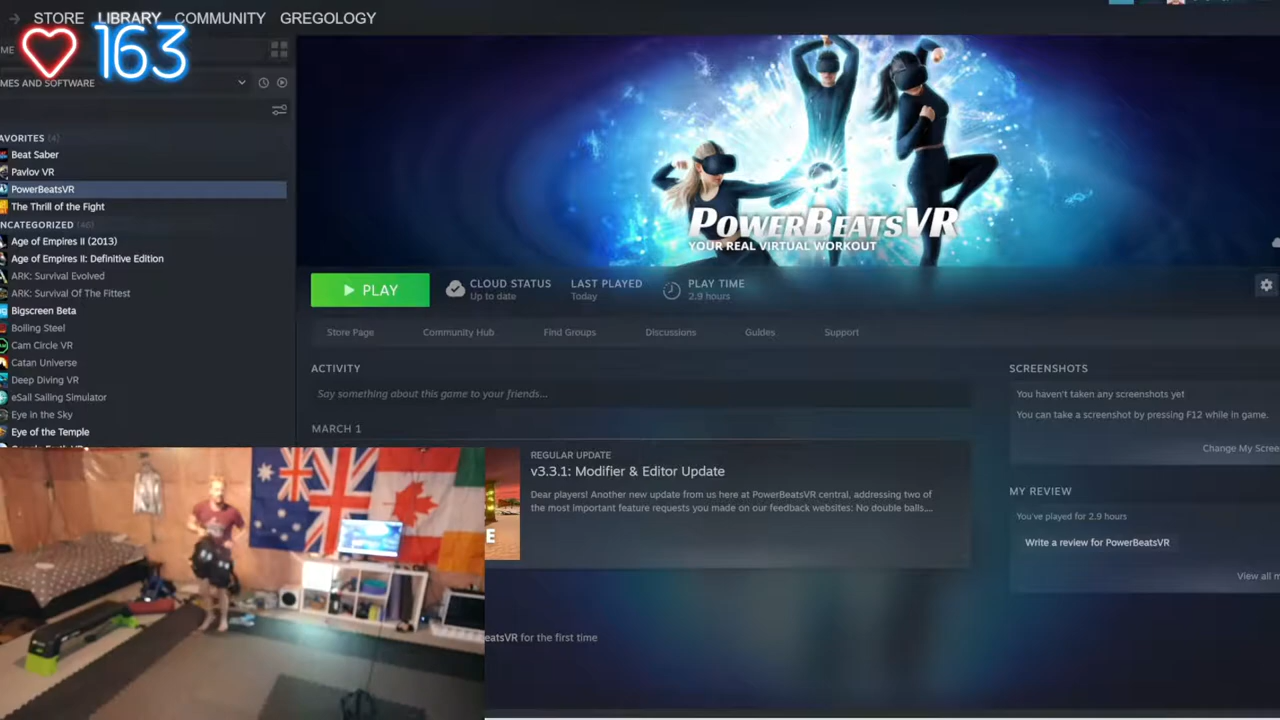 STORE LIBRARY COMMUNITY GREGOLOGY
163
ME
MES AND SOFTWARE
AVORITES (4)
Beat Saber
Pavlov VR
PowerBeatsVR
The Thrill of the Fight
NCATEGORIZED (46)
Age of Empires II (2013)
Age of Empires II: Definitive Edition
ARK: Survival Evolved
ARK: Survival Of The Fittest
Bigscreen Beta
Boiling Steel
Cam Circle VR
Catan Universe
Deep Diving VR
eSail Sailing Simulator
Eye in the Sky
Eye of the Temple
POWERBEATSVR
YOUR REAL VIRTUAL WORKOUT
PLAY
CLOUD STATUS
Up to date
LAST PLAYED
Today
PLAY TIME
2.9 hours
Store Page Community Hub Find Groups Discussions Guides Support
ACTIVITY
Say something about this game to your friends...
MARCH 1
REGULAR UPDATE
v3.3.1: Modifier & Editor Update
Dear players! Another new update from us here at PowerBeatsVR central, addressing two of
the most important feature requests you made on our feedback websites: No double balls,...
E
eatsVR for the first time
SCREENSHOTS
You haven't taken any screenshots yet
You can take a screenshot by pressing F12 while in game.
Change My Scree
MY REVIEW
You've played for 2.9 hours
Write a review for PowerBeatsVR
View all m